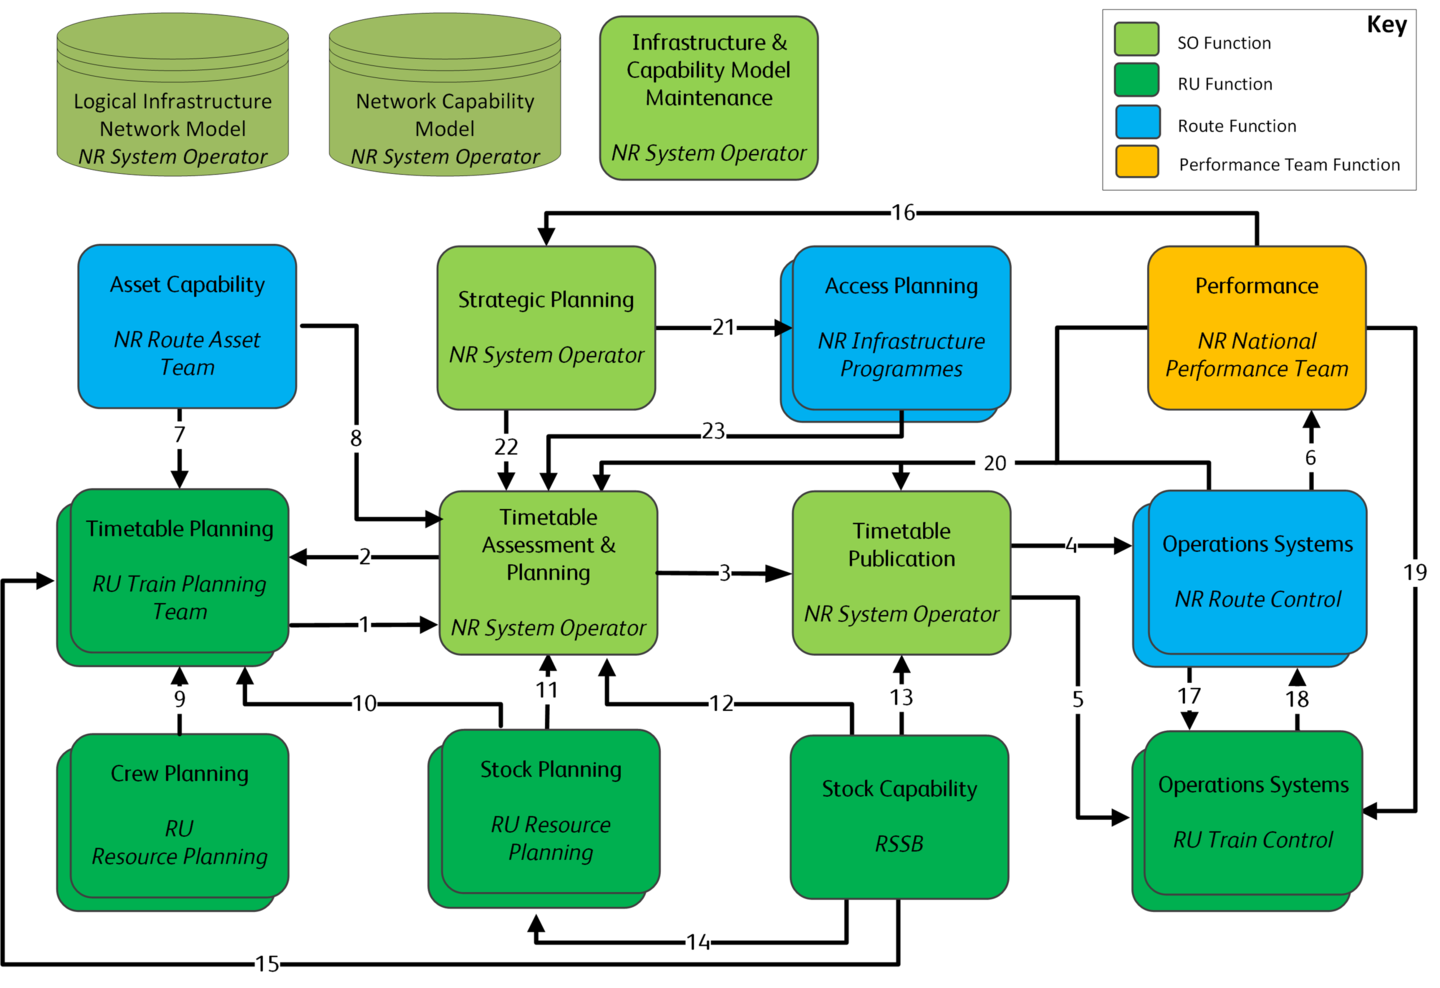 Logical Infrastructure
Network Model
NR System Operator
Network Capability
Model
NR System Operator
Infrastructure &
Capability Model
Maintenance
NR System Operator
Key
SO Function
RU Function
Route Function
Performance Team Function
16
Asset Capability
NR Route Asset
Team
Strategic Planning
NR System Operator
21
Access Planning
NR Infrastructure
Programmes
Performance
NR National
Performance Team
7
8
22
23
20
6
19
Timetable Planning
RU Train Planning
Team
2
1
Timetable
Assessment &
Planning
NR System Operator
3
Timetable
Publication
NR System Operator
4
5
Operations Systems
NR Route Control
9
10
11
12
13
17
18
Crew Planning
RU
Resource Planning
Stock Planning
RU Resource
Planning
Stock Capability
RSSB
Operations Systems
RU Train Control
14
15